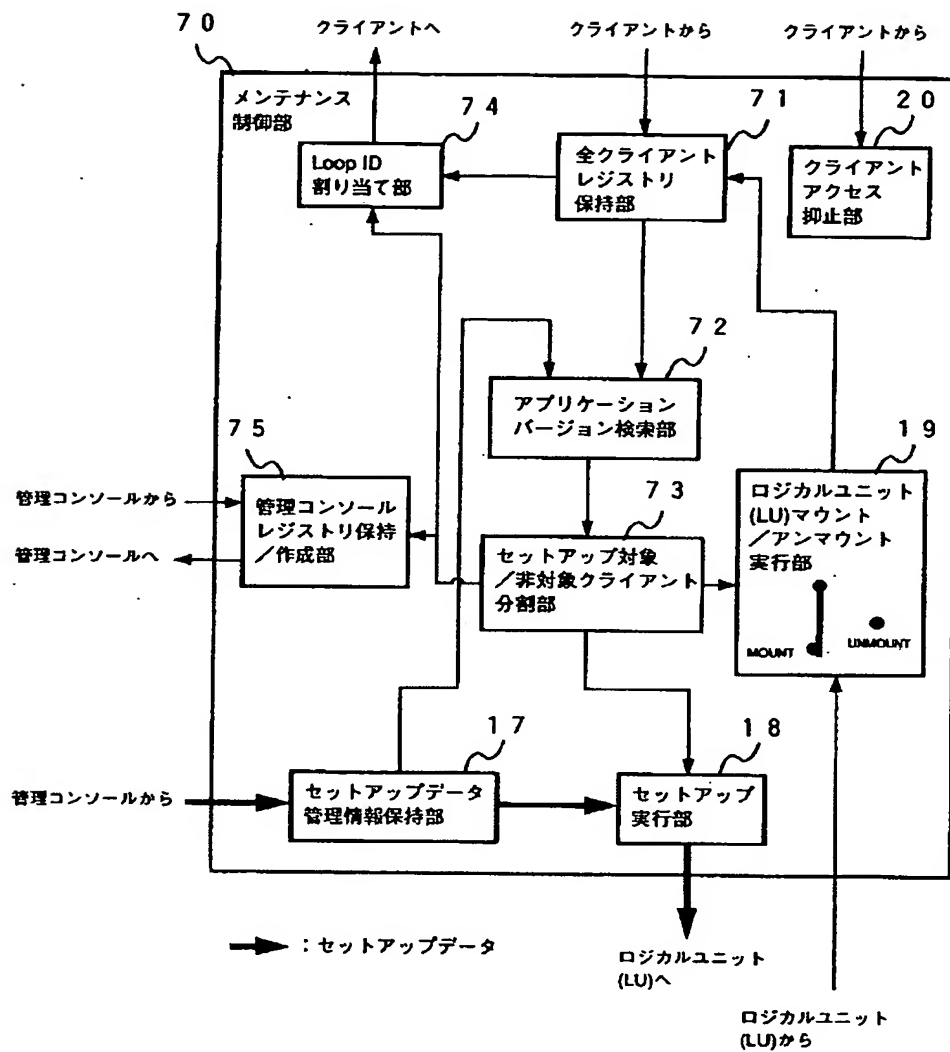 70
クライアントへ
クライアントから
クライアントから
メンテナンス
制御部
74
Loop ID
割り当て部
71
全クライアント
レジストリ
保持部
20
クライアント
アクセス
抑止部
72
アプリケーション
バージョン検索部
75
管理コンソールから
管理コンソールへ
管理コンソール
レジストリ保持
／作成部
73
セットアップ対象
／非対象クライアント
分割部
19
ロジカルユニット
(LU)マウント
／アンマウント
実行部
MOUNT
UNMOUNT
17
管理コンソールから
セットアップデータ
管理情報保持部
18
セットアップ
実行部
：セットアップデータ
ロジカルユニット
(LU)へ
ロジカルユニット
(LU)から